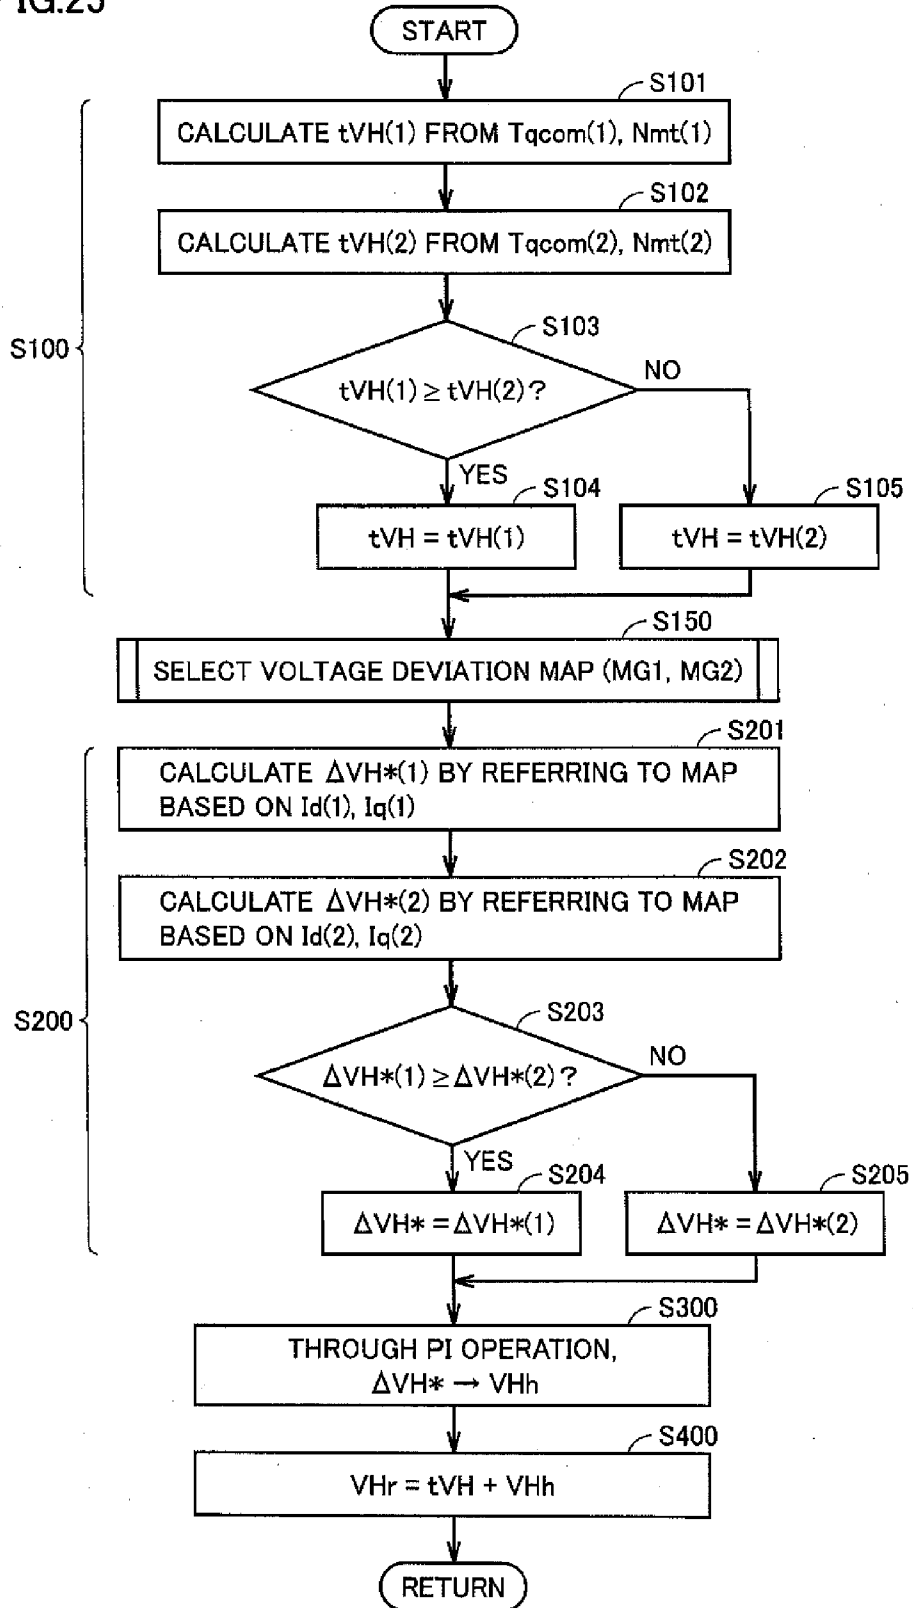 FIG.25
START
S101
CALCULATE tVH(1) FROM Tqcom(1), Nmt(1)
S102
CALCULATE tVH(2) FROM Tqcom(2), Nmt(2)
S100
S103
tVH(1) ≥ tVH(2)?
NO
YES
S104
tVH = tVH(1)
S105
tVH = tVH(2)
S150
SELECT VOLTAGE DEVIATION MAP (MG1, MG2)
S201
CALCULATE ΔVH*(1) BY REFERRING TO MAP
BASED ON Id(1), Iq(1)
S202
CALCULATE ΔVH*(2) BY REFERRING TO MAP
BASED ON Id(2), Iq(2)
S200
S203
ΔVH*(1) ≥ ΔVH*(2)?
NO
YES
S204
ΔVH* = ΔVH*(1)
S205
ΔVH* = ΔVH*(2)
S300
THROUGH PI OPERATION,
ΔVH* → VHh
S400
VHr = tVH + VHh
RETURN